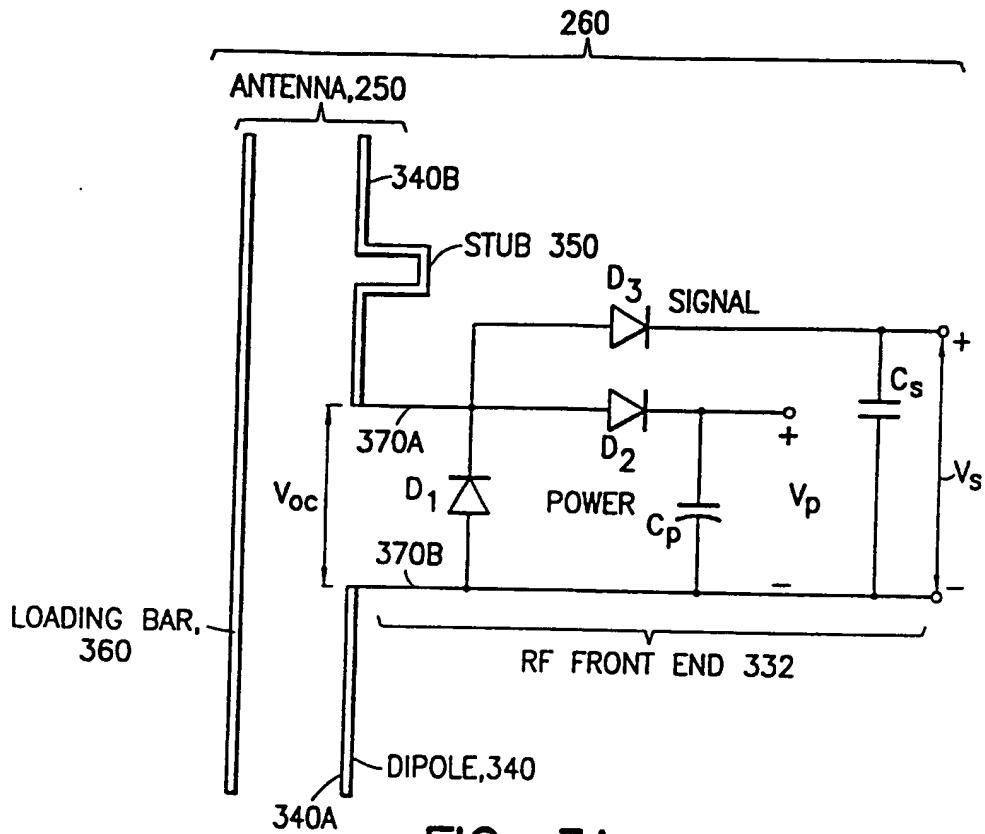 260
ANTENNA,250
340B
STUB 350
D3
SIGNAL
Cs
+
370A
D2
+
Voc
D1
POWER
Cp
Vp
Vs
370B
−
−
LOADING BAR,
360
RF FRONT END 332
DIPOLE,340
340A